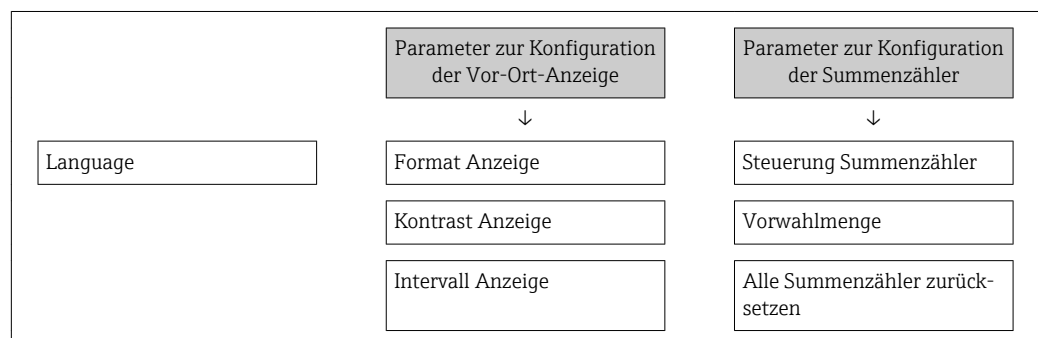 Parameter zur Konfiguration
der Vor-Ort-Anzeige
Parameter zur Konfiguration
der Summenzähler
↓
↓
Language
Format Anzeige
Steuerung Summenzähler
Kontrast Anzeige
Vorwahlmenge
Intervall Anzeige
Alle Summenzähler zurück-
setzen